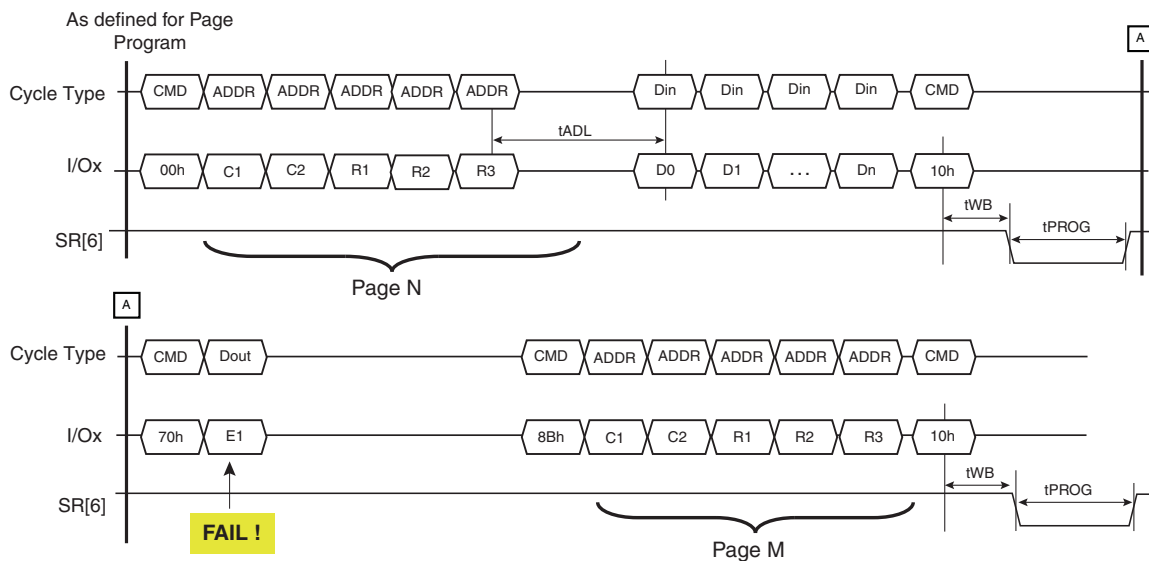 As defined for Page
Program
A
Cycle Type
CMD ADDR ADDR ADDR ADDR ADDR Din Din Din Din CMD
tADL
I/Ox
00h C1 C2 R1 R2 R3 D0 D1 ... Dn 10h
tWB
tPROG
SR[6]
Page N
A
Cycle Type
CMD Dout CMD ADDR ADDR ADDR ADDR ADDR CMD
I/Ox
70h E1 8Bh C1 C2 R1 R2 R3 10h
tWB
tPROG
SR[6]
FAIL !
Page M